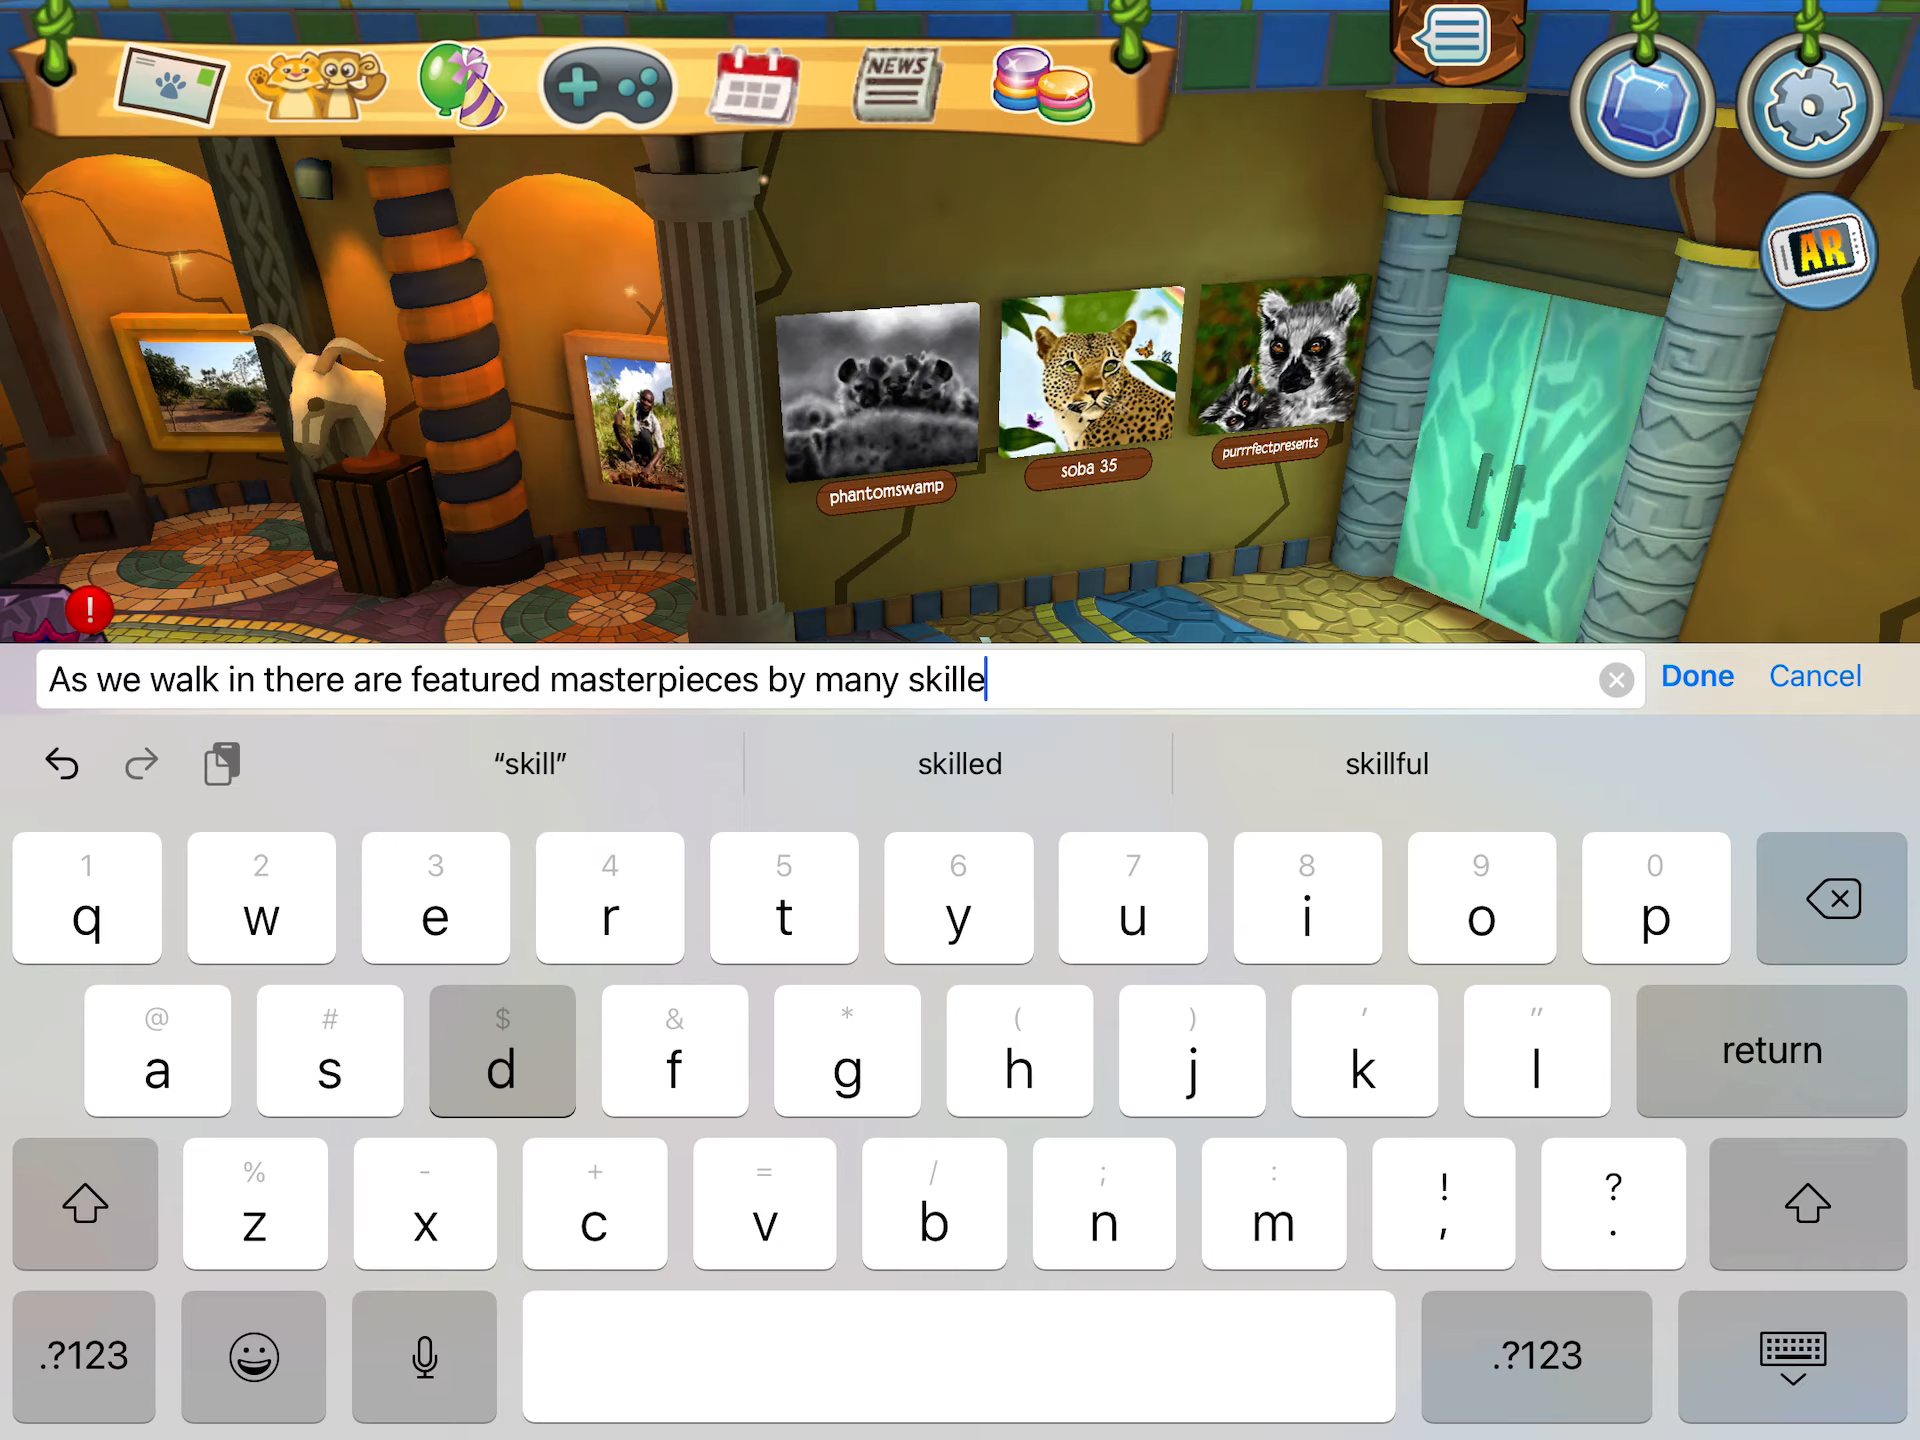 NEWS
AR
phantomswamp
soba 35
purrrfectpresents
!
As we walk in there are featured masterpieces by many skille
Done
Cancel
“skill”
skilled
skillful
1 2 3 4 5 6 7 8 9 0
q w e r t y u i o p
@ # $ & * ( ) ' "
a s d f g h j k l return
% - + = / ; : ! ?
z x c v b n m , .
.?123
.?123